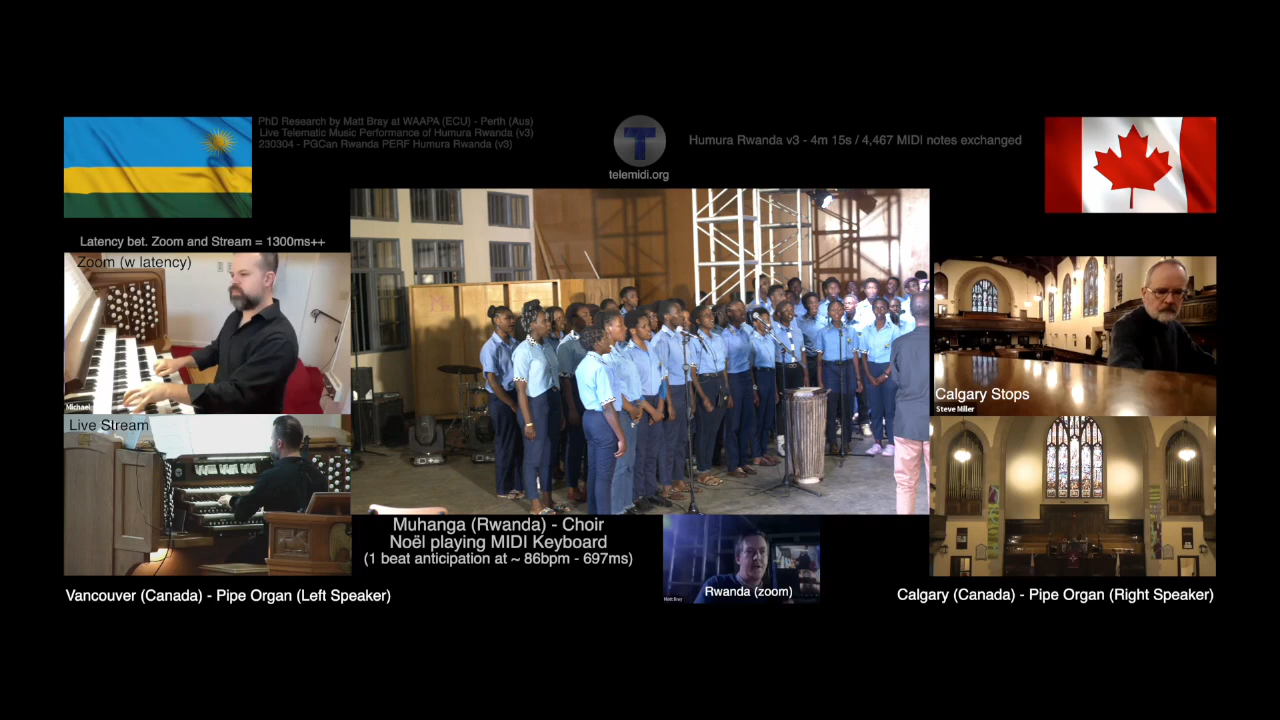 PhD Research by Matt Bray at WAAPA (ECU) - Perth (Aus)
Live Telematic Music Performance of Humura Rwanda (v3)
230304 - PGCan Rwanda PERF Humura Rwanda (v3)
T
telemidi.org
Humura Rwanda v3 - 4m 15s / 4,467 MIDI notes exchanged
Latency bet. Zoom and Stream = 1300ms++
Zoom (w latency)
Michael
Live Stream
Calgary Stops
Steve Miller
Muhanga (Rwanda) - Choir
Noël playing MIDI Keyboard
(1 beat anticipation at ~ 86bpm - 697ms)
Rwanda (zoom)
Matt Bray
Vancouver (Canada) - Pipe Organ (Left Speaker)
Calgary (Canada) - Pipe Organ (Right Speaker)